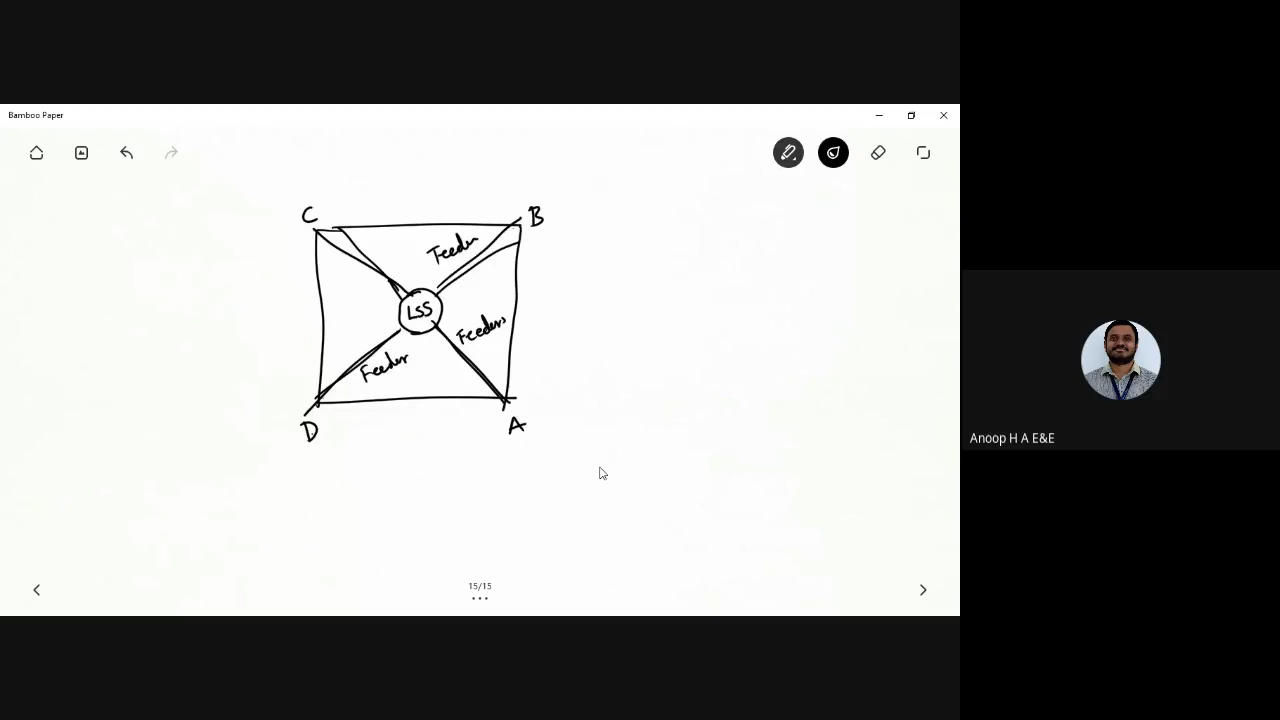 Bamboo Paper
C
B
Feeder
LSS
Feeders
Feeder
D
A
Anoop H A E&E
15/15